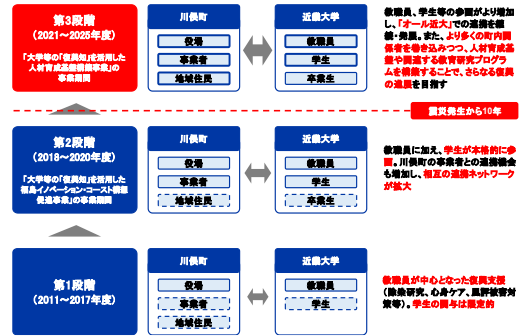 第3段階
(2021～2025年度)
「大学等の「復興知」を活用した
人材育成基盤構築事業」の
事業期間
川俣町
役場
事業者
地域住民
近畿大学
教職員
学生
卒業生
教職員、学生等の参画がより増加
し、「オール近大」での連携を継
続・発展。また、より多くの町内関
係者を巻き込みつつ、人材育成基
盤や関連する教育研究プログラ
ムを構築することで、さらなる復興
の進展を目指す
震災発生から10年
第2段階
(2018～2020年度)
「大学等の「復興知」を活用した
福島イノベーション・コースト構想
促進事業」の事業期間
川俣町
役場
事業者
地域住民
近畿大学
教職員
学生
卒業生
教職員に加え、学生が本格的に参
画。川俣町の事業者との連携機会
も増加し、相互の連携ネットワーク
が拡大
第1段階
(2011～2017年度)
川俣町
役場
事業者
地域住民
近畿大学
教職員
学生
教職員が中心となった復興支援
(除染研究、心身ケア、風評被害対
策等)。学生の関与は限定的